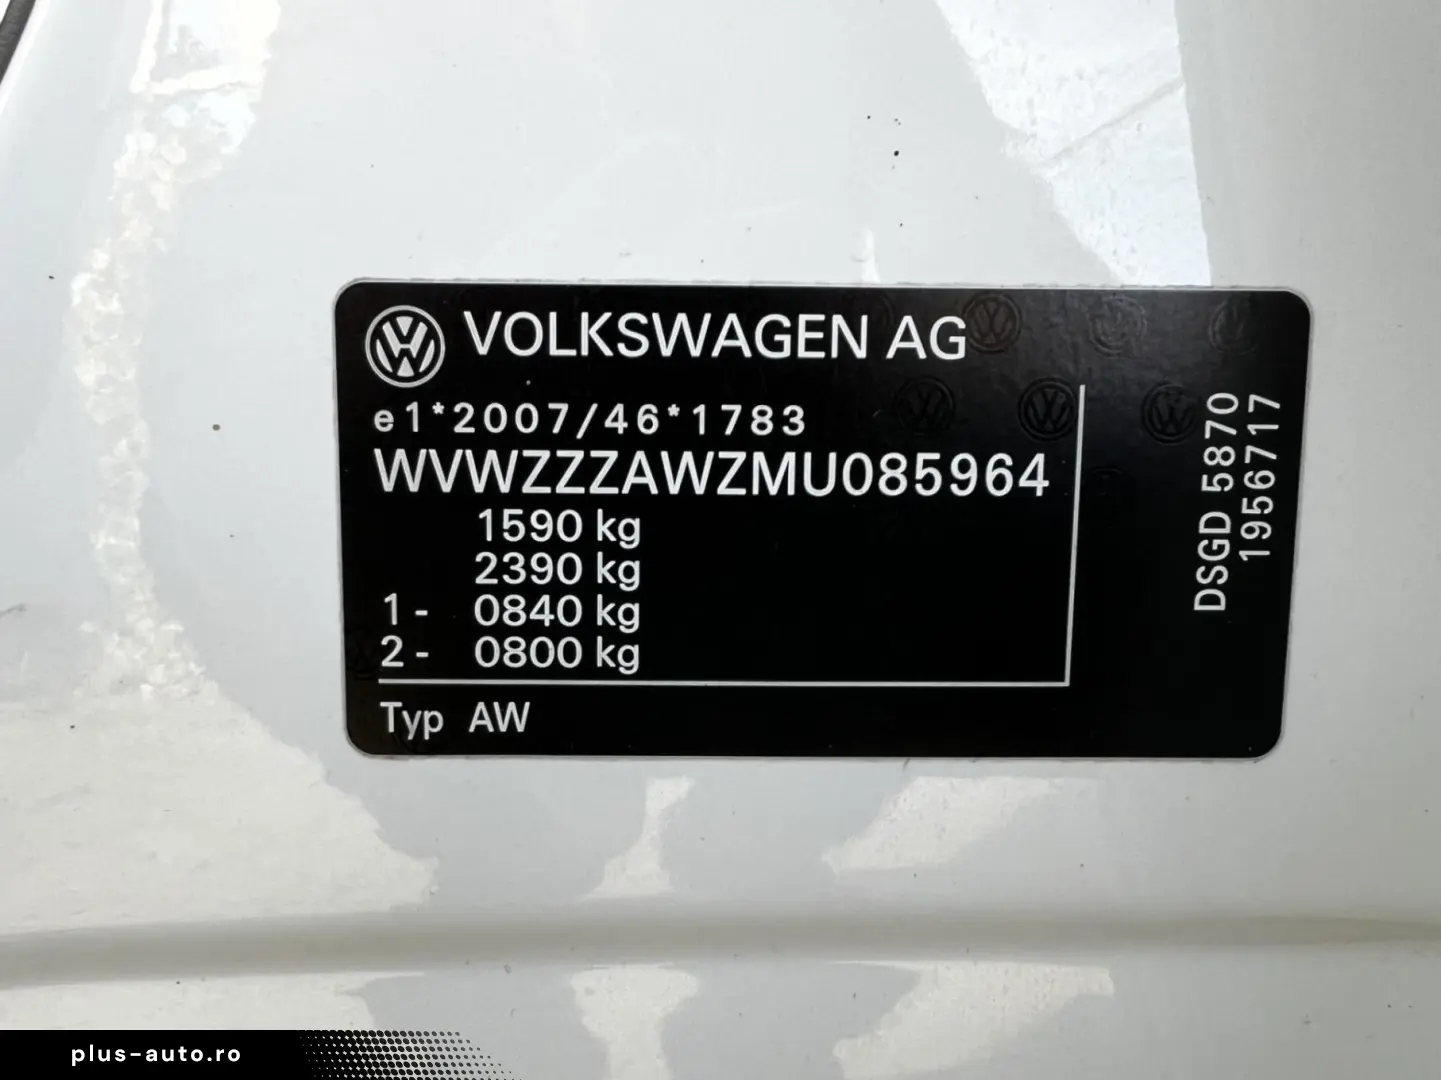 VOLKSWAGEN AG
e1*2007/46*1783
WVWZZZAWZMU085964
1590 kg
2390 kg
1- 0840 kg
2- 0800 kg
Typ AW
DSGD 5870
1956717
plus-auto.ro